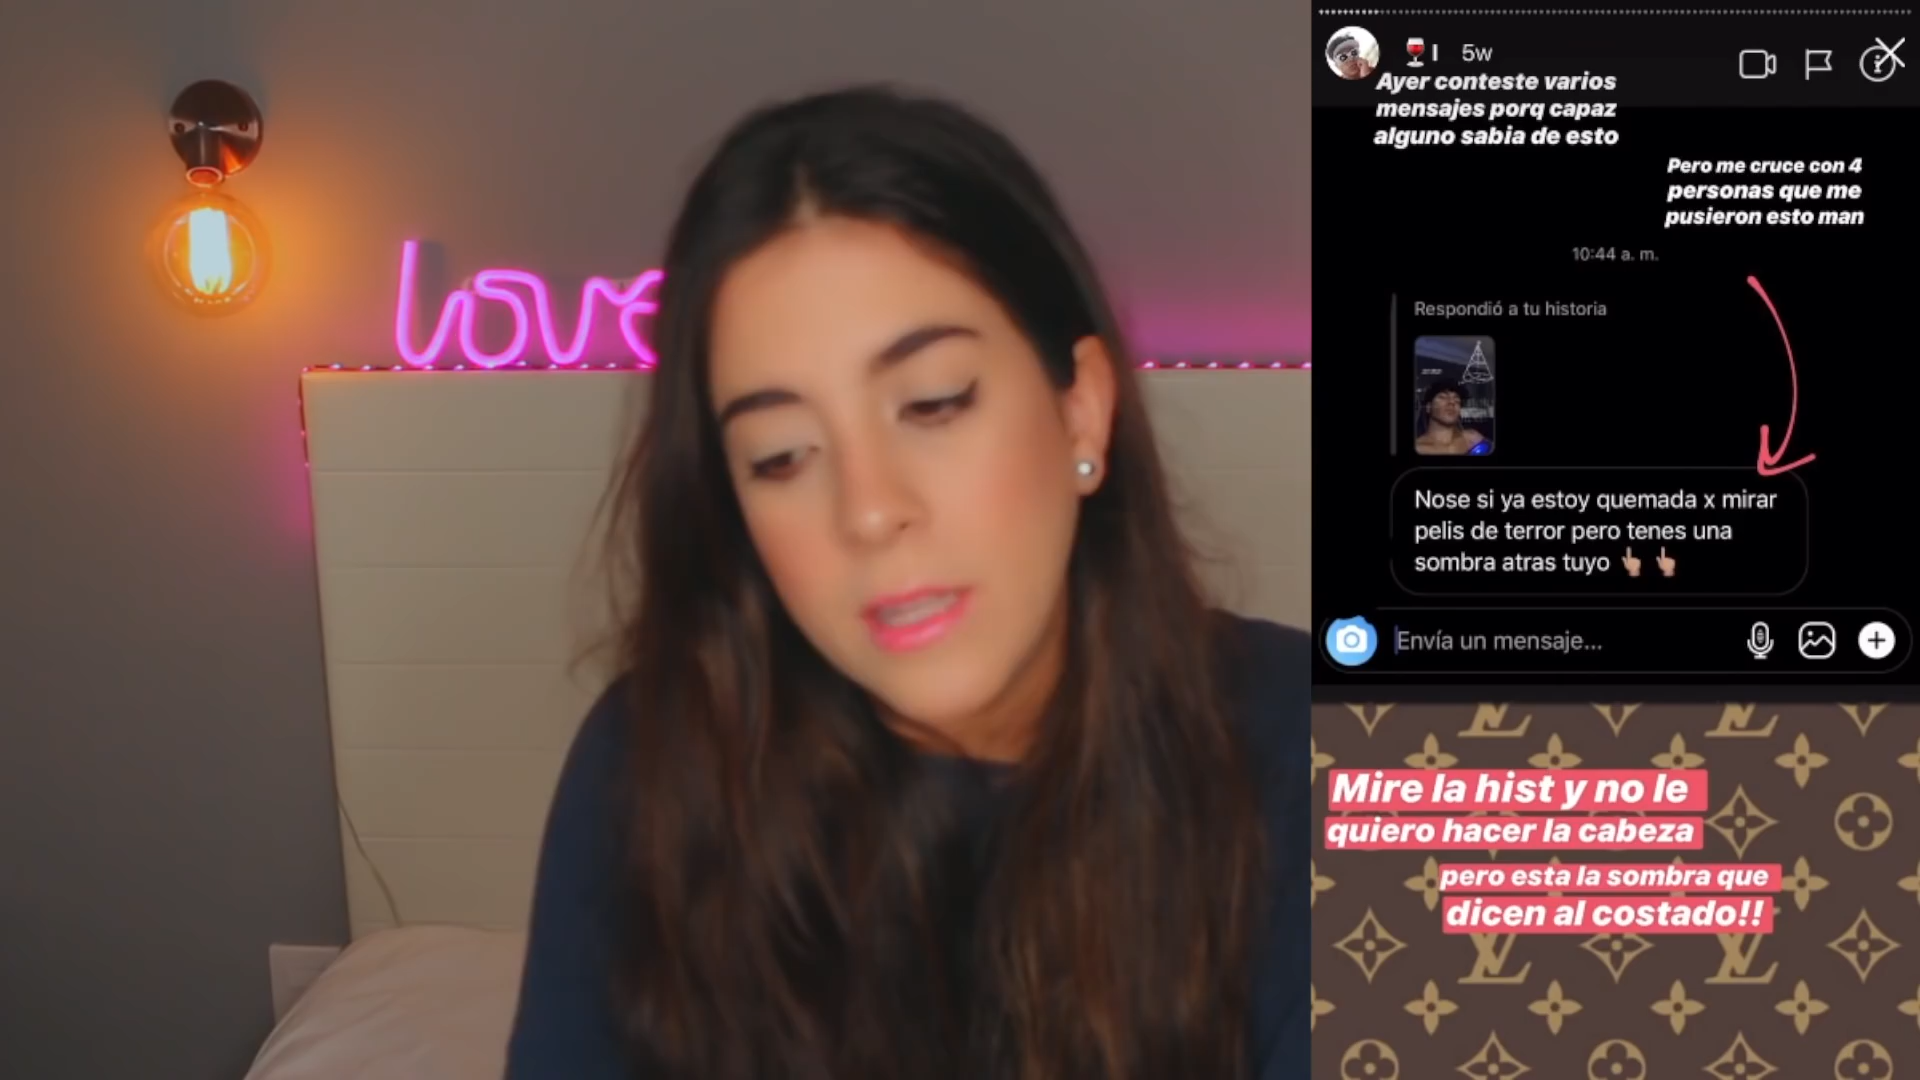 love
I 5w
Ayer conteste varios
mensajes porq capaz
alguno sabia de esto
Pero me cruce con 4
personas que me
pusieron esto man
10:44 a. m.
Respondió a tu historia
Nose si ya estoy quemada x mirar
pelis de terror pero tenes una
sombra atras tuyo 👆🏼 👆🏼
Envía un mensaje...
Mire la hist y no le
quiero hacer la cabeza
pero esta la sombra que
dicen al costado!!